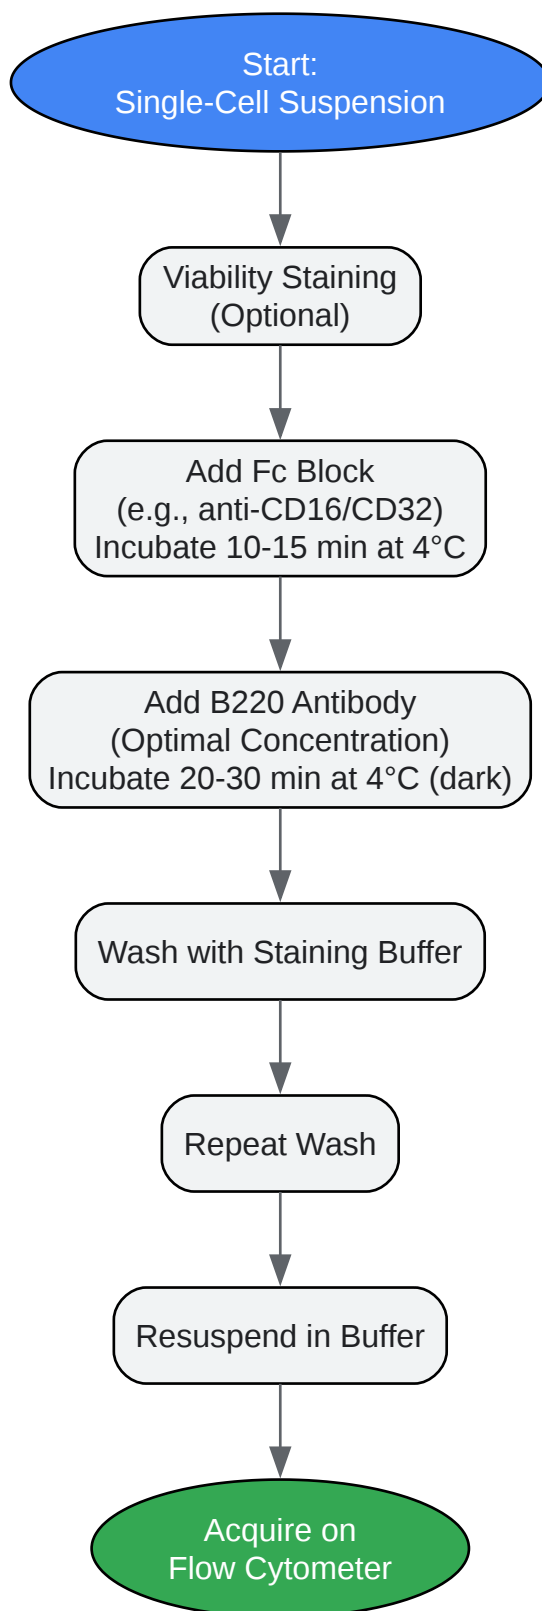 Start:
Single-Cell Suspension
Viability Staining
(Optional)
Add Fc Block
(e.g., anti-CD16/CD32)
Incubate 10-15 min at 4°C
Add B220 Antibody
(Optimal Concentration)
Incubate 20-30 min at 4°C (dark)
Wash with Staining Buffer
Repeat Wash
Resuspend in Buffer
Acquire on
Flow Cytometer